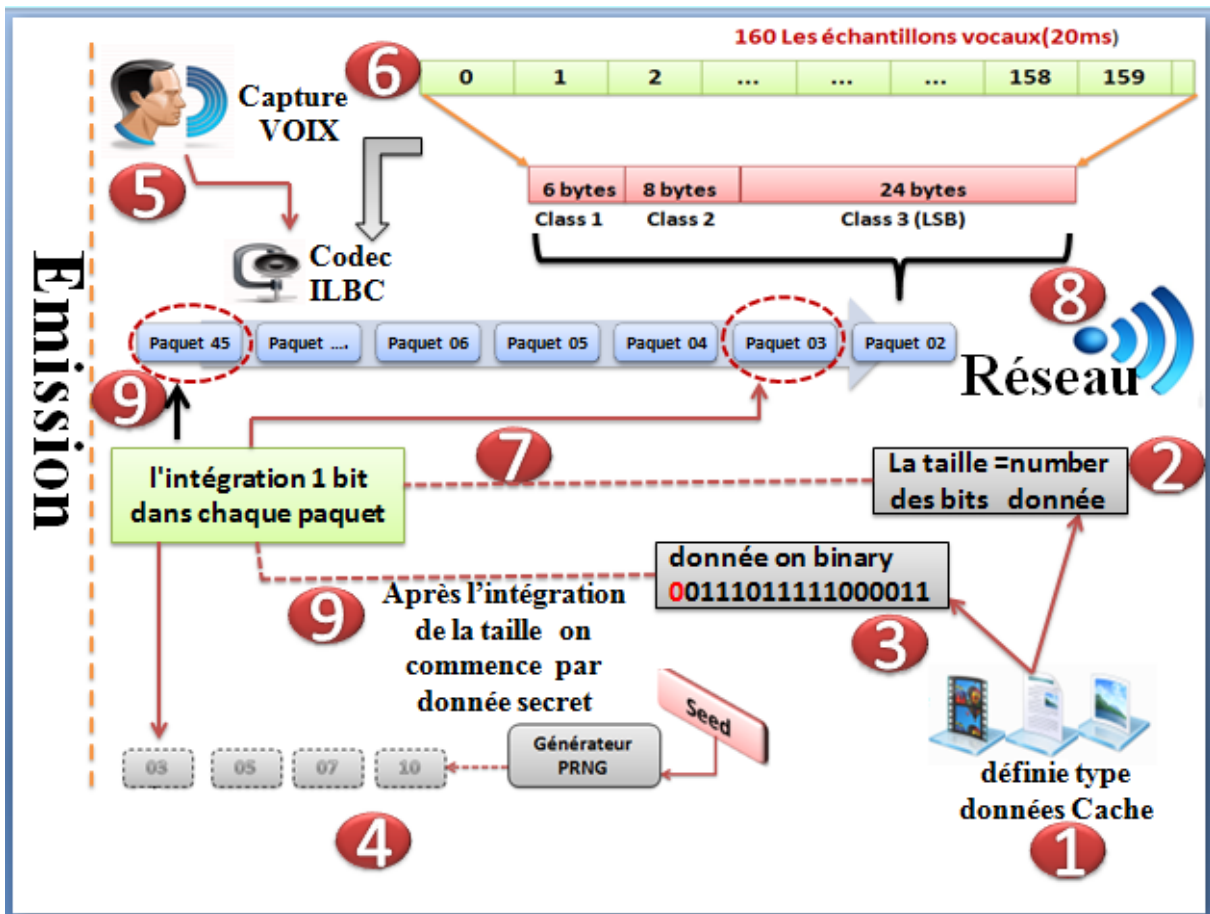 160 Les échantillons vocaux(20ms)
6
0 1 2 ... ... ... 158 159
Capture
VOIX
5
6 bytes 8 bytes 24 bytes
Class 1 Class 2 Class 3 (LSB)
Codec
ILBC
8
Emission
Paquet 45 Paquet .... Paquet 06 Paquet 05 Paquet 04 Paquet 03 Paquet 02
Réseau
9
7
l'intégration 1 bit
dans chaque paquet
La taille =number
des bits donnée
2
donnée on binary
00111011111000011
9
Après l'intégration
de la taille on
commence par
donnée secret
3
Seed
Générateur
PRNG
03 05 07 10
4
définie type
données Cache
1